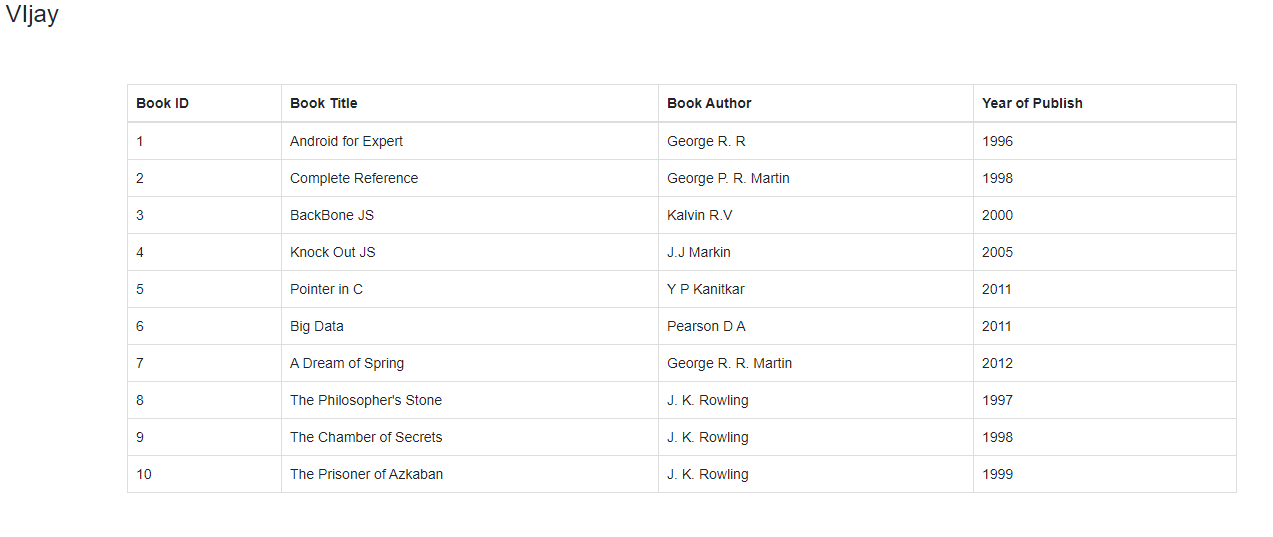 VIjay
Book ID Book Title Book Author Year of Publish
1 Android for Expert George R. R 1996
2 Complete Reference George P. R. Martin 1998
3 BackBone JS Kalvin R.V 2000
4 Knock Out JS J.J Markin 2005
5 Pointer in C Y P Kanitkar 2011
6 Big Data Pearson D A 2011
7 A Dream of Spring George R. R. Martin 2012
8 The Philosopher's Stone J. K. Rowling 1997
9 The Chamber of Secrets J. K. Rowling 1998
10 The Prisoner of Azkaban J. K. Rowling 1999